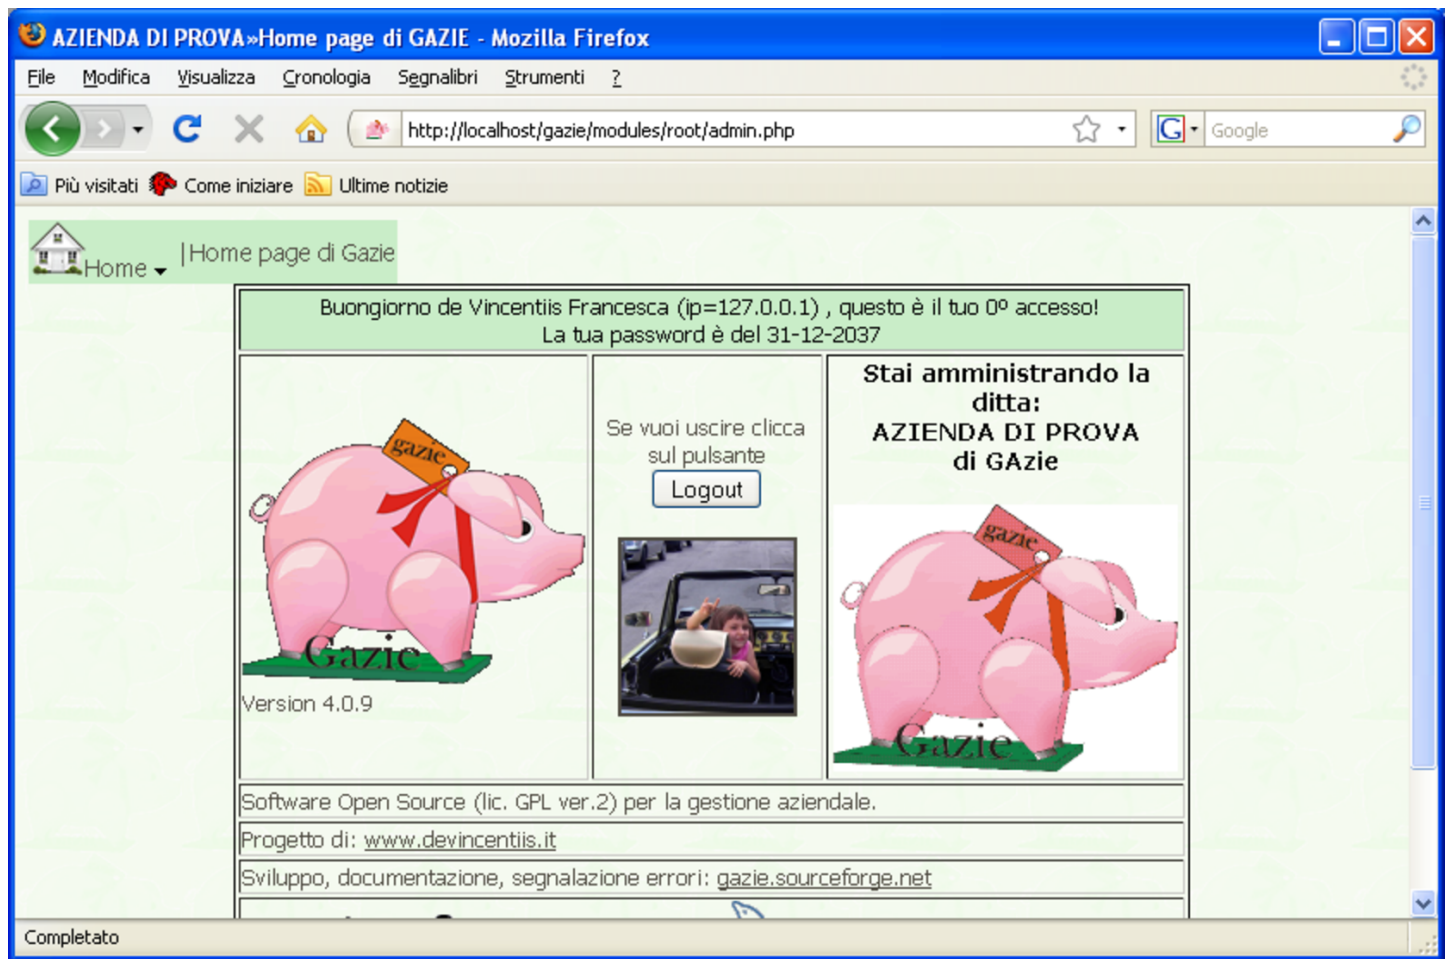 AZIENDA DI PROVA»Home page di GAZIE - Mozilla Firefox
File Modifica Visualizza Cronologia Segnalibri Strumenti ?
http://localhost/gazie/modules/root/admin.php
G Google
Più visitati Come iniziare Ultime notizie
Home |Home page di Gazie
Buongiorno de Vincentiis Francesca (ip=127.0.0.1) , questo è il tuo 0º accesso!
La tua password è del 31-12-2037
gazie
Gazie
Version 4.0.9
Se vuoi uscire clicca
sul pulsante
Logout
Stai amministrando la
ditta:
AZIENDA DI PROVA
di GAzie
gazie
Gazie
Software Open Source (lic. GPL ver.2) per la gestione aziendale.
Progetto di: www.devincentiis.it
Sviluppo, documentazione, segnalazione errori: gazie.sourceforge.net
Completato